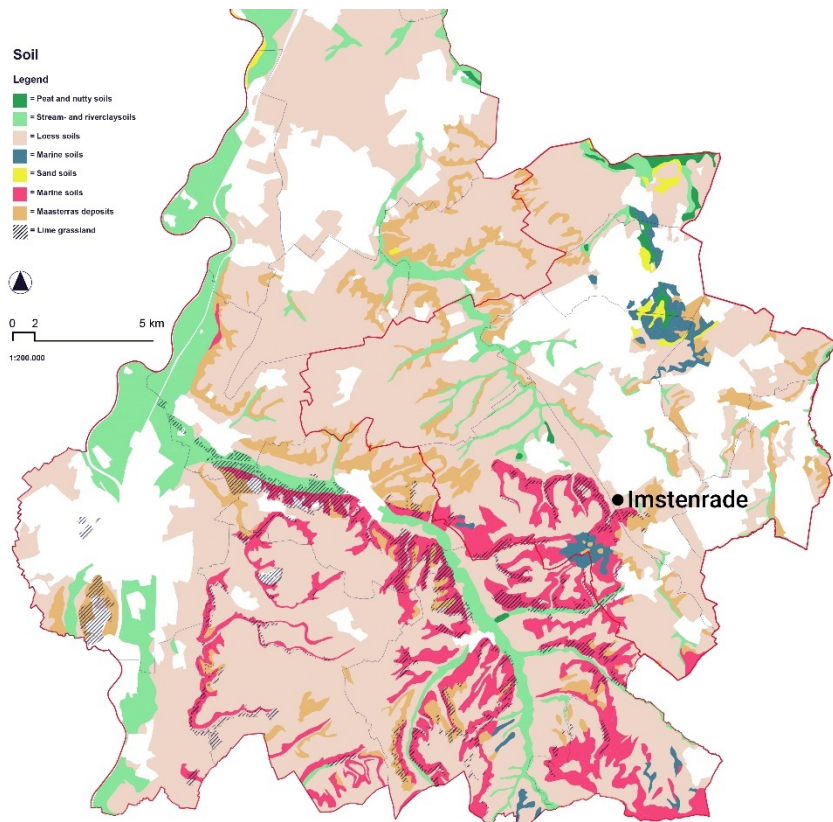 Soil
Legend
= Peat and nutty soils
= Stream- and riverclaysoils
= Loess soils
= Marine soils
= Sand soils
= Marine soils
= Maasterras deposits
= Lime grassland
0 2 5 km
1:200.000
Imstenrade